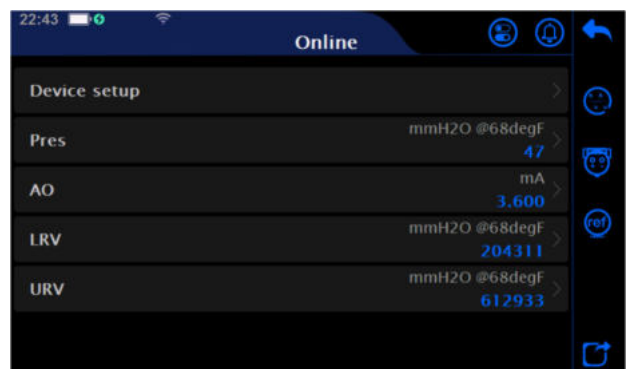 22:43
Online
Device setup
Pres
mmH2O @68degF
47
AO
mA
3.600
LRV
mmH2O @68degF
204311
URV
mmH2O @68degF
612933
ref